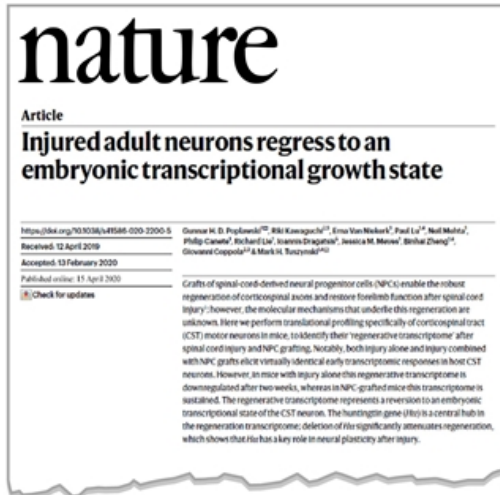 nature
Article
Injured adult neurons regress to an
embryonic transcriptional growth state
https://doi.org/10.1038/s41586-020-2200-5
Received: 12 April 2019
Accepted: 13 February 2020
Published online: 15 April 2020
Check for updates
Gunnar H. D. Poplawski, Riki Kawaguchi, Erna Van Niekerk, Paul Lu, Neil Mehta,
Philip Canete, Richard Lie, Ioannis Dragatsis, Jessica M. Meves, Binhai Zheng,
Giovanni Coppola & Mark H. Tuszynski
Grafts of spinal-cord-derived neural progenitor cells (NPCs) enable the robust
regeneration of corticospinal axons and restore forelimb function after spinal cord
injury; however, the molecular mechanisms that underlie this regeneration are
unknown. Here we perform translational profiling specifically of corticospinal tract
(CST) motor neurons in mice, to identify their 'regenerative transcriptome' after
spinal cord injury and NPC grafting. Notably, both injury alone and injury combined
with NPC grafts elicit virtually identical early transcriptomic responses in host CST
neurons. However, in mice with injury alone this regenerative transcriptome is
downregulated after two weeks, whereas in NPC-grafted mice this transcriptome is
sustained. The regenerative transcriptome represents a reversion to an embryonic
transcriptional state of the CST neuron. The huntingtin gene (Htt) is a central hub in
the regeneration transcriptome; deletion of Htt significantly attenuates regeneration,
which shows that Htt has a key role in neural plasticity after injury.